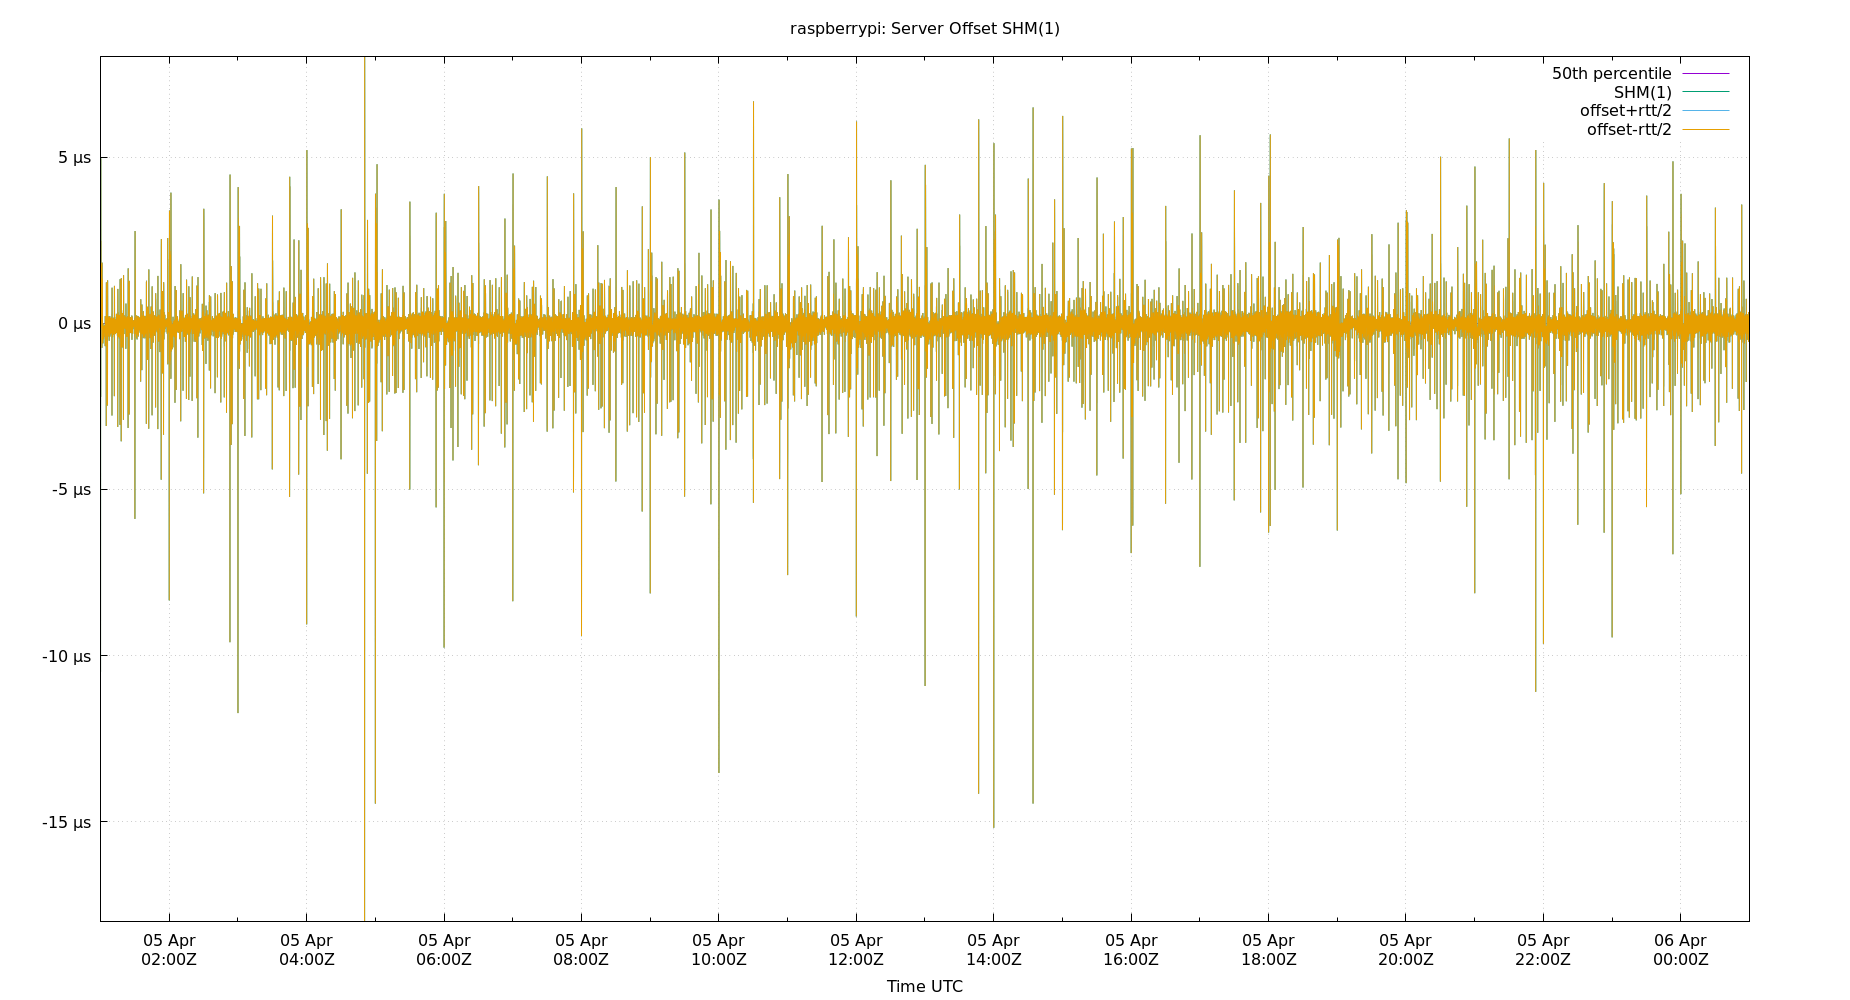 raspberrypi: Server Offset SHM(1)
50th percentile
SHM(1)
offset+rtt/2
offset-rtt/2
5 µs
0 µs
-5 µs
-10 µs
-15 µs
05 Apr 05 Apr 05 Apr 05 Apr 05 Apr 05 Apr 05 Apr 05 Apr 05 Apr 05 Apr 05 Apr 06 Apr
02:00Z 04:00Z 06:00Z 08:00Z 10:00Z 12:00Z 14:00Z 16:00Z 18:00Z 20:00Z 22:00Z 00:00Z
Time UTC